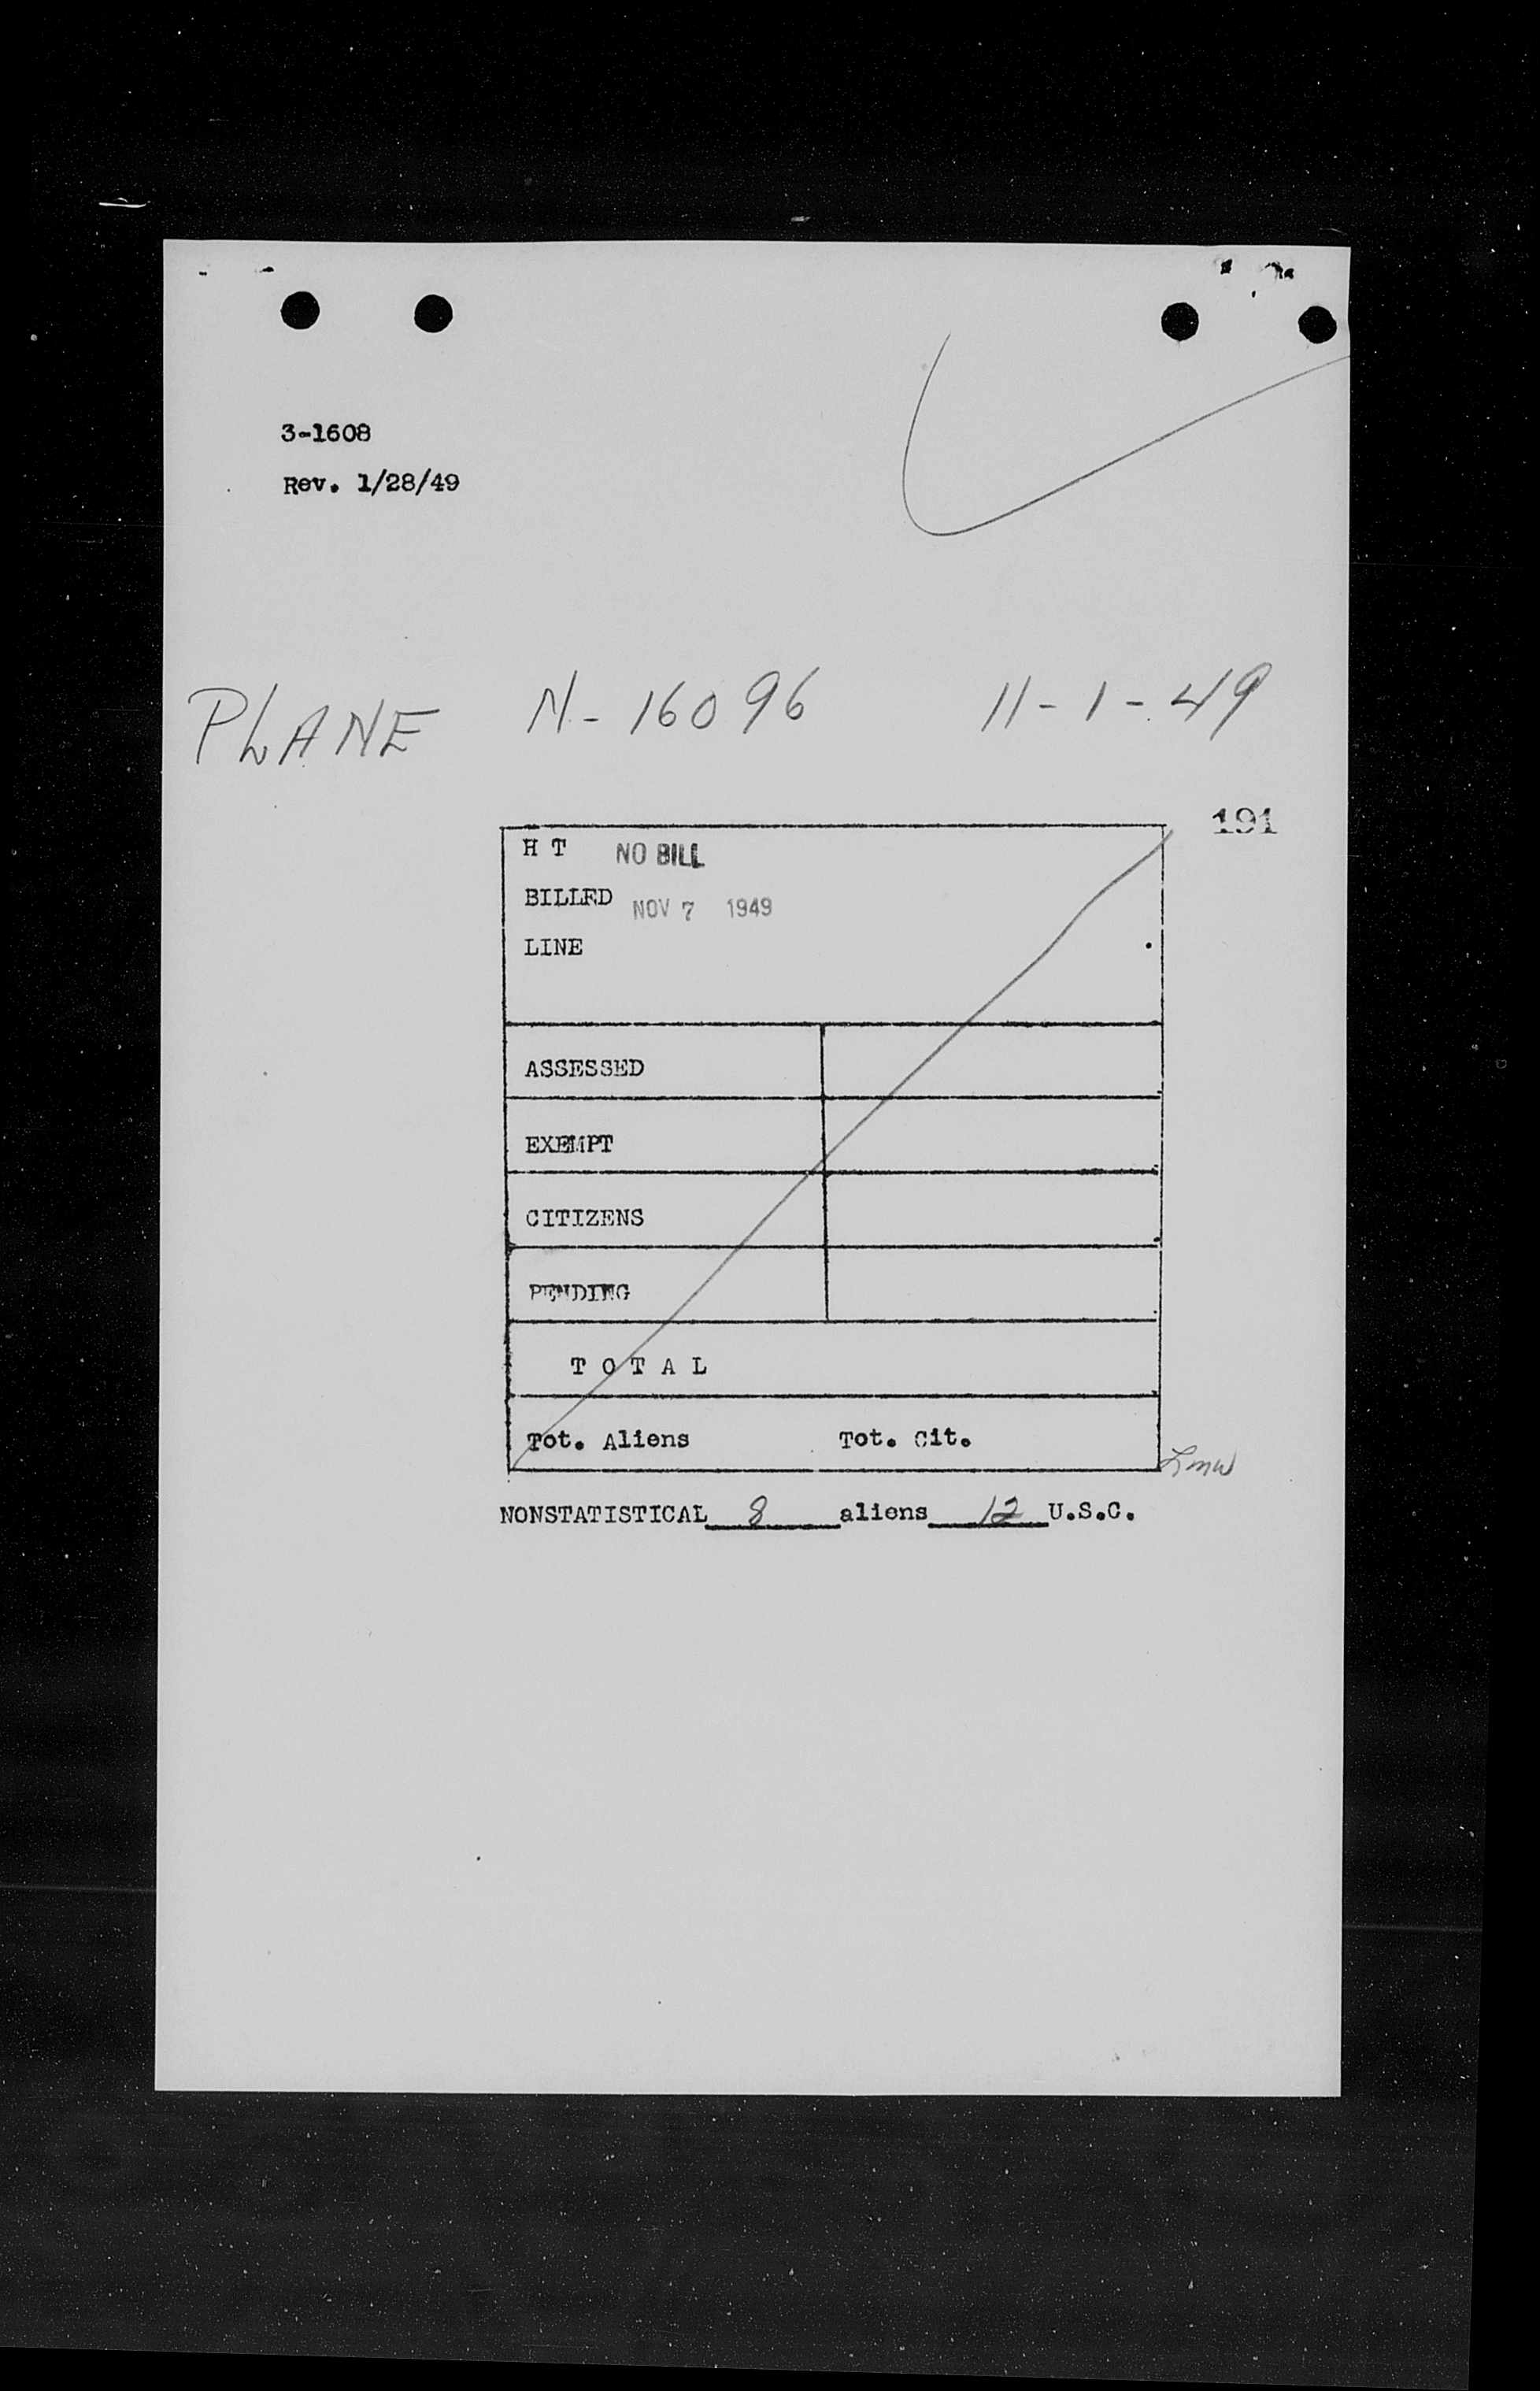 3-1608
Rev. 1/28/49
PLANE N-16096 11-1-49
191
H T NO BILL
BILLED NOV 7 1949
LINE
ASSESSED
EXEMPT
CITIZENS
PENDING
T O T A L
Tot. Aliens Tot. Cit.
NONSTATISTICAL 8 aliens 12 U.S.C.